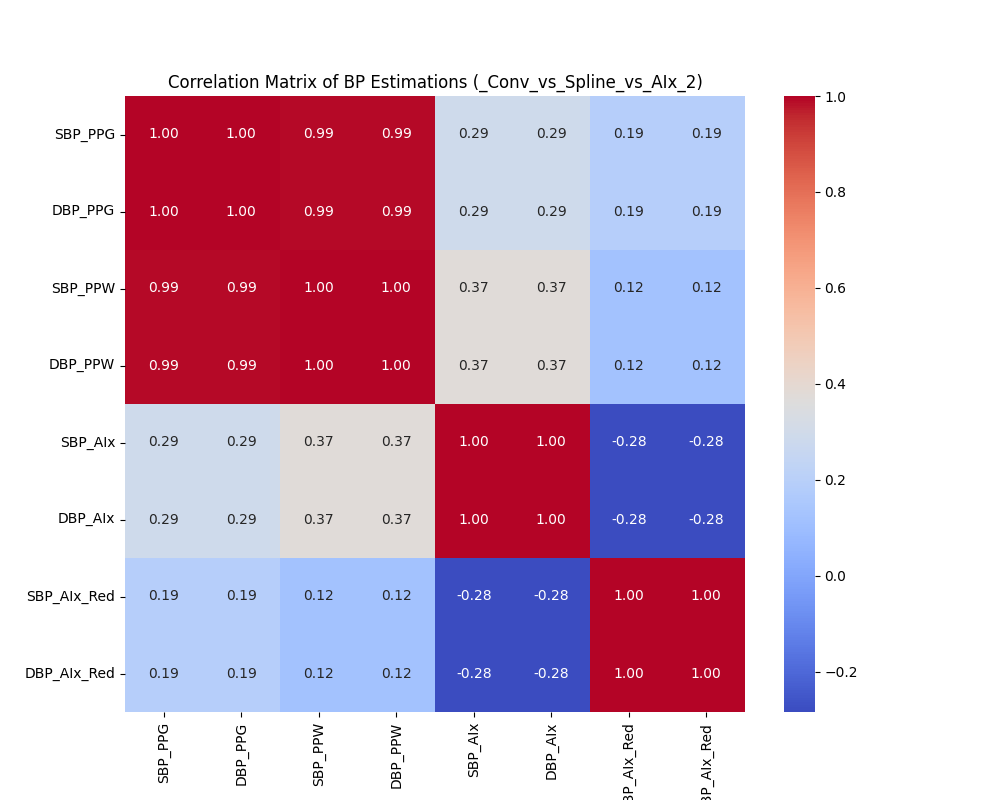 Correlation Matrix of BP Estimations (_Conv_vs_Spline_vs_AIx_2)
SBP_PPG 1.00 1.00 0.99 0.99 0.29 0.29 0.19 0.19
DBP_PPG 1.00 1.00 0.99 0.99 0.29 0.29 0.19 0.19
SBP_PPW 0.99 0.99 1.00 1.00 0.37 0.37 0.12 0.12
DBP_PPW 0.99 0.99 1.00 1.00 0.37 0.37 0.12 0.12
SBP_AIx 0.29 0.29 0.37 0.37 1.00 1.00 -0.28 -0.28
DBP_AIx 0.29 0.29 0.37 0.37 1.00 1.00 -0.28 -0.28
SBP_AIx_Red 0.19 0.19 0.12 0.12 -0.28 -0.28 1.00 1.00
DBP_AIx_Red 0.19 0.19 0.12 0.12 -0.28 -0.28 1.00 1.00
SBP_PPG
DBP_PPG
SBP_PPW
DBP_PPW
SBP_AIx
DBP_AIx
BP_AIx_Red
BP_AIx_Red
1.0
0.8
0.6
0.4
0.2
0.0
−0.2